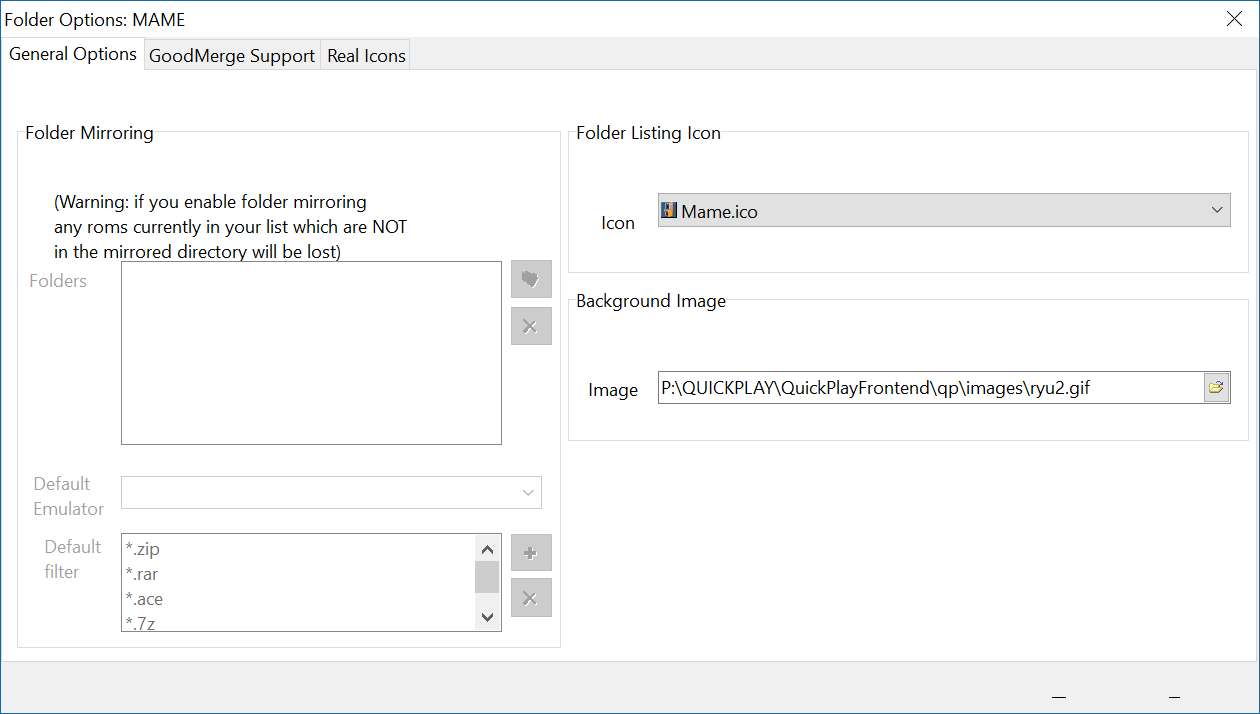 Folder Options: MAME
General Options
GoodMerge Support
Real Icons
Folder Mirroring
(Warning: if you enable folder mirroring
any roms currently in your list which are NOT
in the mirrored directory will be lost)
Folders
Default
Emulator
Default
filter
*.zip
*.rar
*.ace
*.7z
Folder Listing Icon
Icon
Mame.ico
Background Image
Image
P:\QUICKPLAY\QuickPlayFrontend\qp\images\ryu2.gif